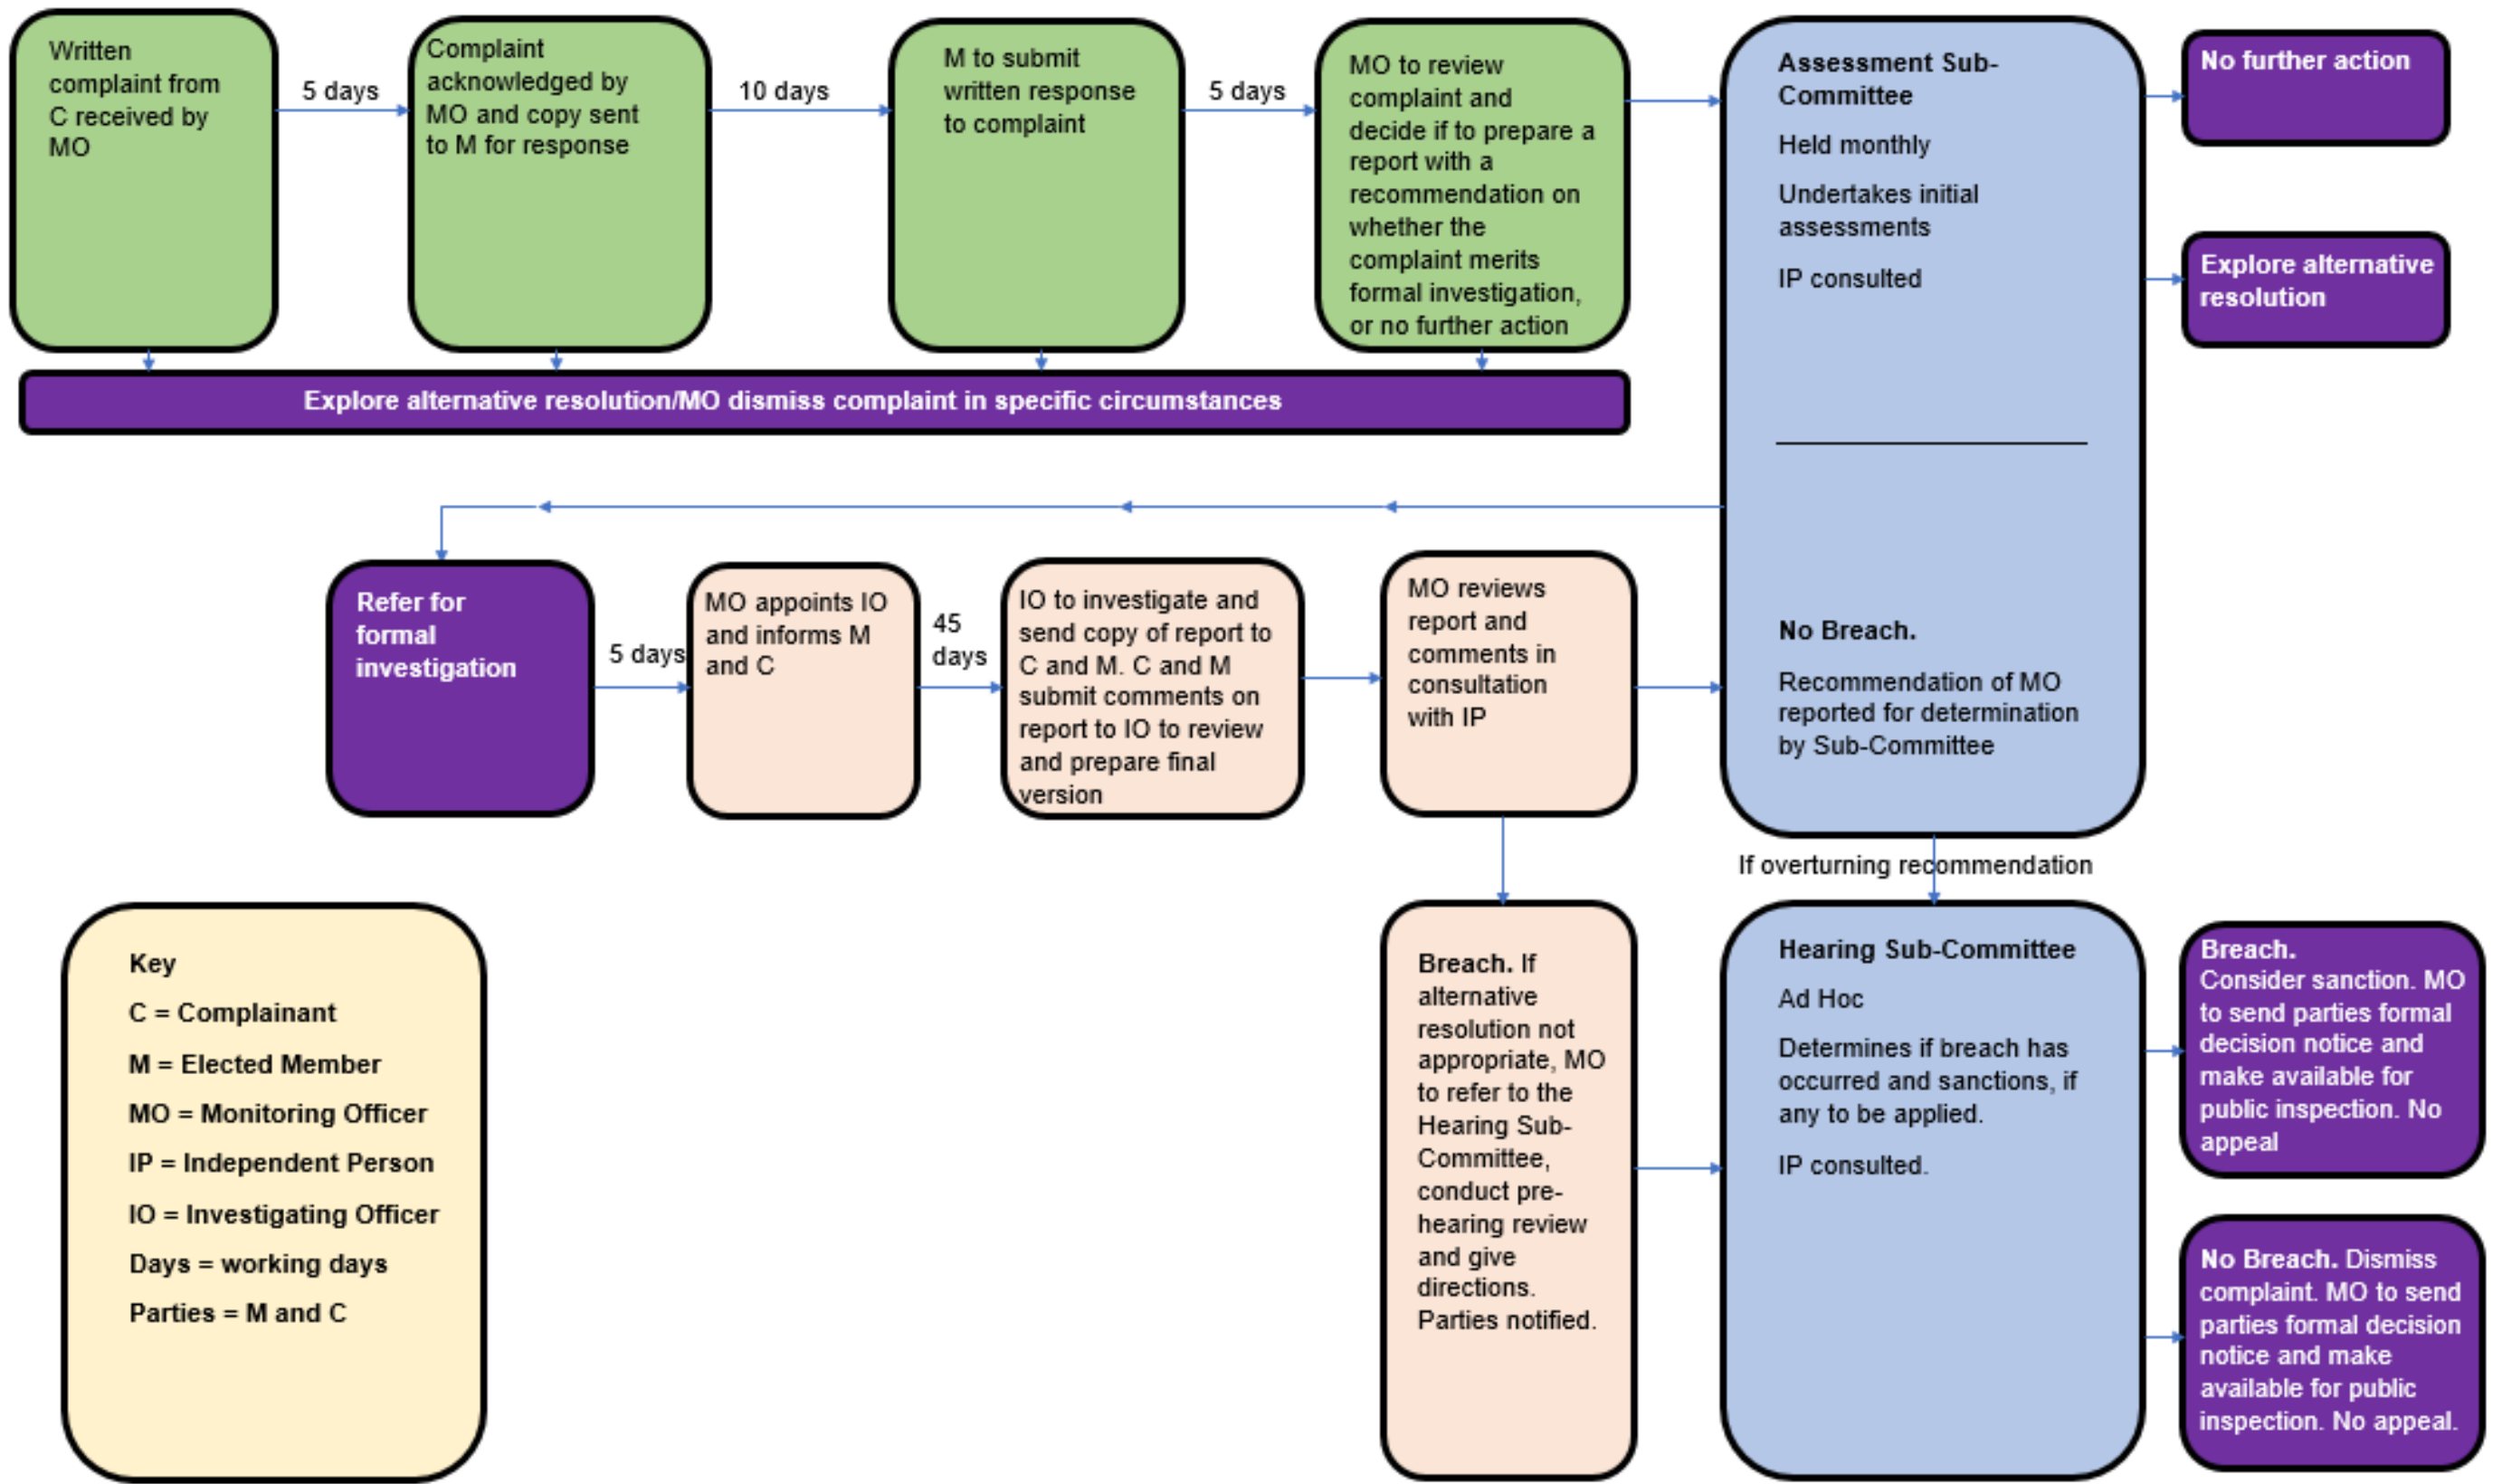 Written
complaint from
C received by
MO
5 days
Complaint
acknowledged by
MO and copy sent
to M for response
10 days
M to submit
written response
to complaint
5 days
MO to review
complaint and
decide if to prepare a
report with a
recommendation on
whether the
complaint merits
formal investigation,
or no further action
Assessment Sub-
Committee
Held monthly
Undertakes initial
assessments
IP consulted
No further action
Explore alternative
resolution
Explore alternative resolution/MO dismiss complaint in specific circumstances
Refer for
formal
investigation
5 days
MO appoints IO
and informs M
and C
45
days
IO to investigate and
send copy of report to
C and M. C and M
submit comments on
report to IO to review
and prepare final
version
MO reviews
report and
comments in
consultation
with IP
No Breach.
Recommendation of MO
reported for determination
by Sub-Committee
If overturning recommendation
Key
C = Complainant
M = Elected Member
MO = Monitoring Officer
IP = Independent Person
IO = Investigating Officer
Days = working days
Parties = M and C
Breach. If
alternative
resolution not
appropriate, MO
to refer to the
Hearing Sub-
Committee,
conduct pre-
hearing review
and give
directions.
Parties notified.
Hearing Sub-Committee
Ad Hoc
Determines if breach has
occurred and sanctions, if
any to be applied.
IP consulted.
Breach.
Consider sanction. MO
to send parties formal
decision notice and
make available for
public inspection. No
appeal
No Breach. Dismiss
complaint. MO to send
parties formal decision
notice and make
available for public
inspection. No appeal.